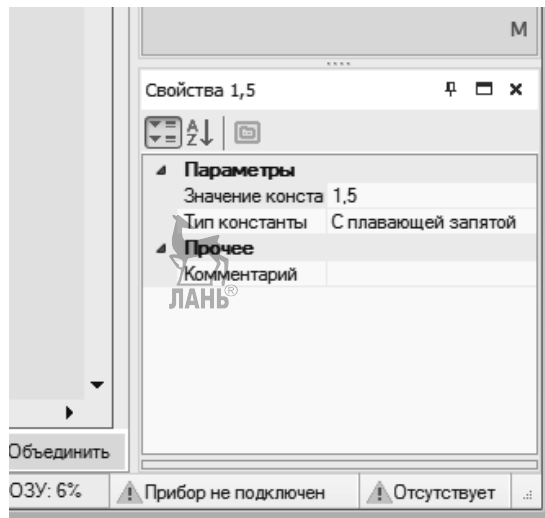 М
Свойства 1,5
Параметры
Значение конста 1,5
Тип константы С плавающей запятой
Прочее
Комментарий
ЛАНЬ®
Объединить
ОЗУ: 6% Прибор не подключен Отсутствует